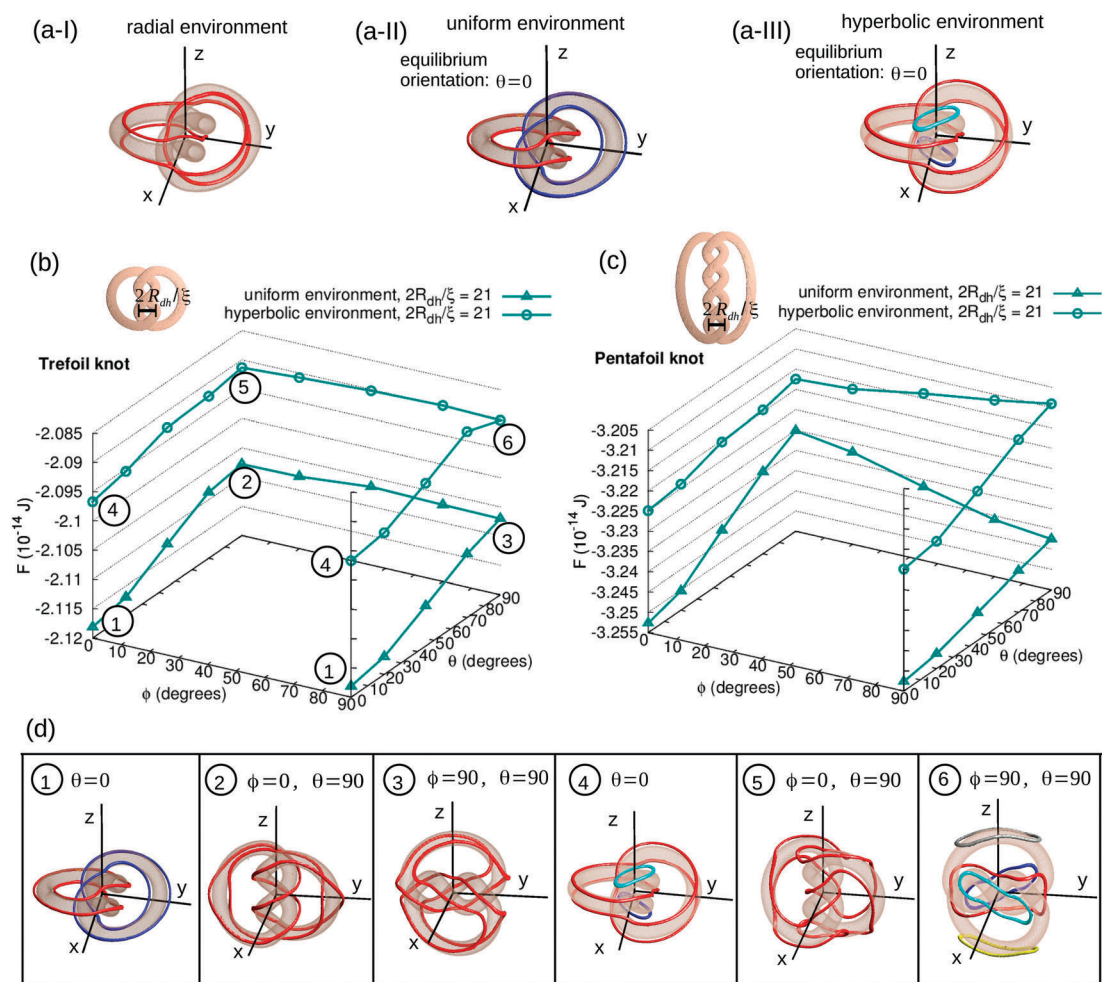 (a-I)
radial environment
z
y
x
(a-II)
uniform environment
equilibrium
orientation: θ=0
z
y
x
(a-III)
hyperbolic environment
equilibrium
orientation: θ=0
z
y
x
(b)
2 R_dh/ξ
uniform environment, 2R_dh/ξ = 21
hyperbolic environment, 2R_dh/ξ = 21
Trefoil knot
-2.085
-2.09
-2.095
-2.1
-2.105
-2.11
-2.115
-2.12
F (10^-14 J)
0 10 20 30 40 50 60 70 80 90
ϕ (degrees)
0 10 20 30 40 50 60 70 80 90
θ (degrees)
1
2
3
4
5
6
4
1
(c)
2 R_dh/ξ
uniform environment, 2R_dh/ξ = 21
hyperbolic environment, 2R_dh/ξ = 21
Pentafoil knot
-3.205
-3.21
-3.215
-3.22
-3.225
-3.23
-3.235
-3.24
-3.245
-3.25
-3.255
F (10^-14 J)
0 10 20 30 40 50 60 70 80 90
ϕ (degrees)
0 10 20 30 40 50 60 70 80 90
θ (degrees)
(d)
1 θ=0
z
y
x
2 ϕ=0, θ=90
z
y
x
3 ϕ=90, θ=90
z
y
x
4 θ=0
z
y
x
5 ϕ=0, θ=90
z
y
x
6 ϕ=90, θ=90
z
y
x